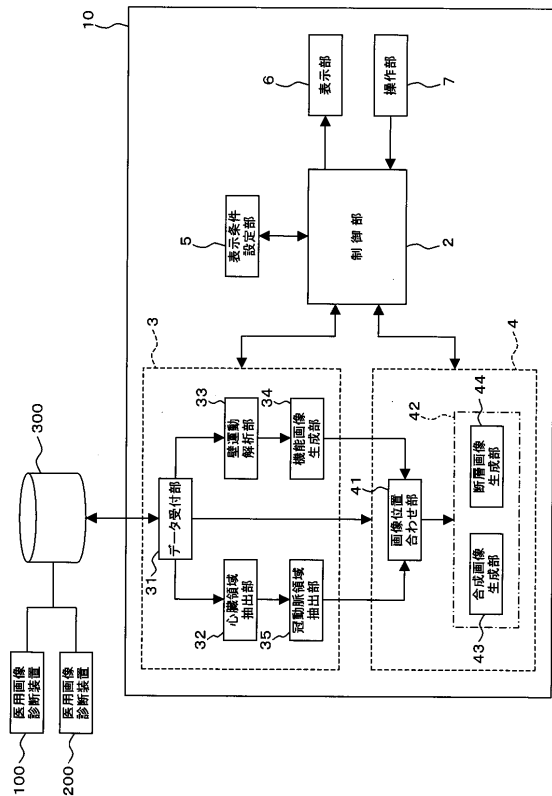 100
医用画像
診断装置
200
医用画像
診断装置
300
10
3
31
データ受付部
32
心臓領域
抽出部
33
壁運動
解析部
35
冠動脈領域
抽出部
34
機能画像
生成部
4
41
画像位置
合わせ部
42
43
合成画像
生成部
44
断層画像
生成部
5
表示条件
設定部
2
制御部
6
表示部
7
操作部